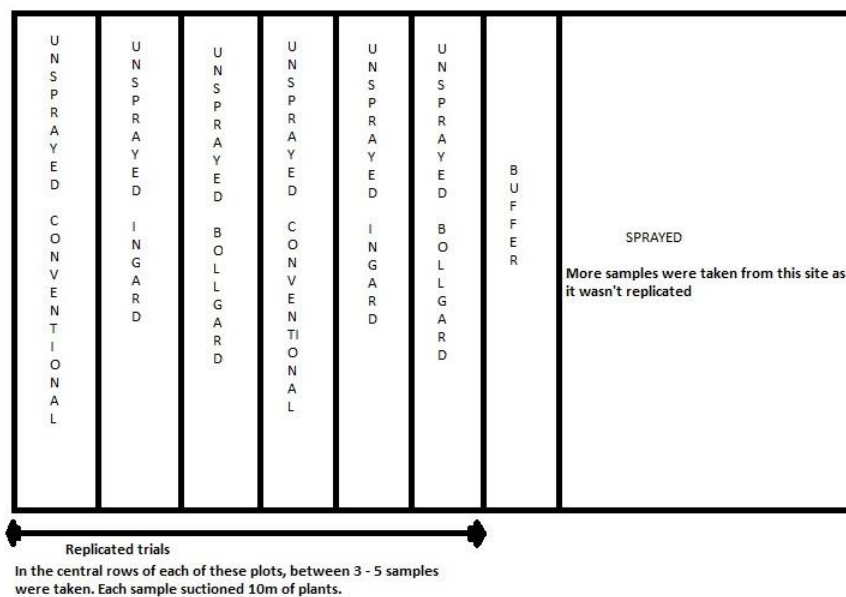 UNSPRAYED CONVENTIONAL
UNSPRAYED INGARD
UNSPRAYED BOLLGARD
UNSPRAYED CONVENTIONAL
UNSPRAYED INGARD
UNSPRAYED BOLLGARD
BUFFER
SPRAYED
More samples were taken from this site as
it wasn't replicated
Replicated trials
In the central rows of each of these plots, between 3 - 5 samples
were taken. Each sample suctioned 10m of plants.